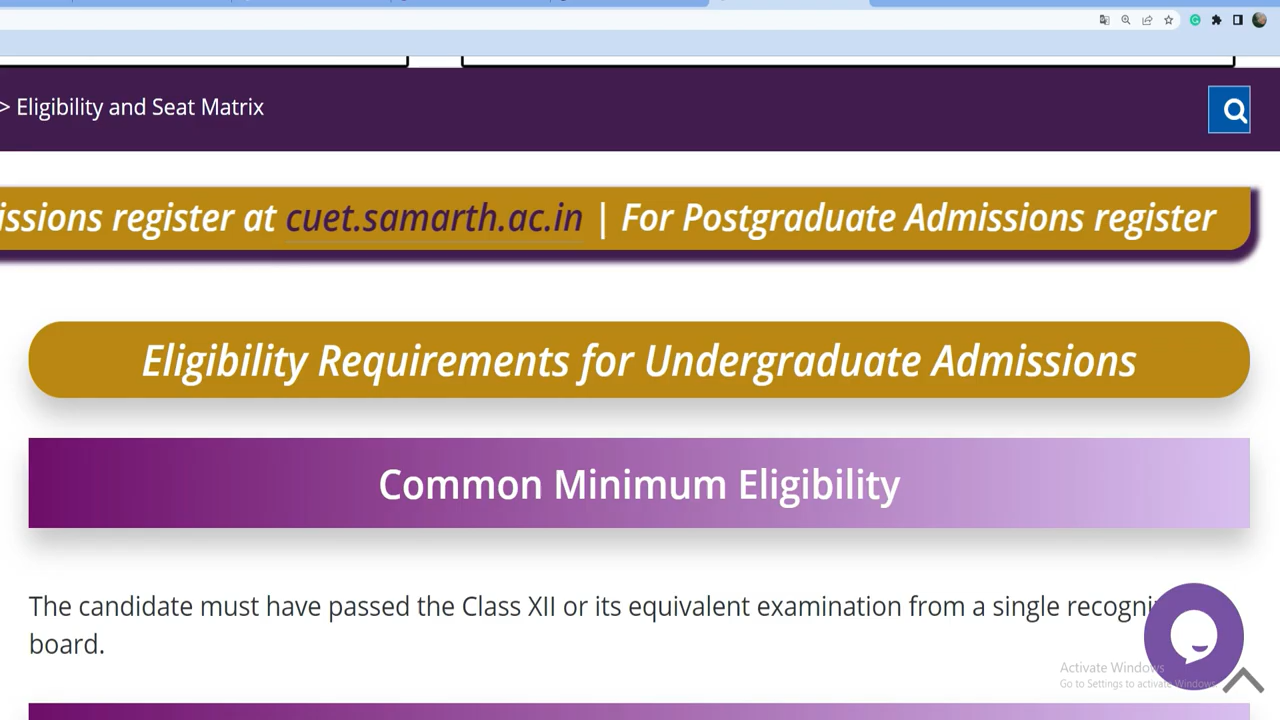 > Eligibility and Seat Matrix
register at cuet.samarth.ac.in | For Postgraduate Admissions register
Eligibility Requirements for Undergraduate Admissions
Common Minimum Eligibility
The candidate must have passed the Class XII or its equivalent examination from a single
board.
Activate Windows
Go to Settings to activate Windows.